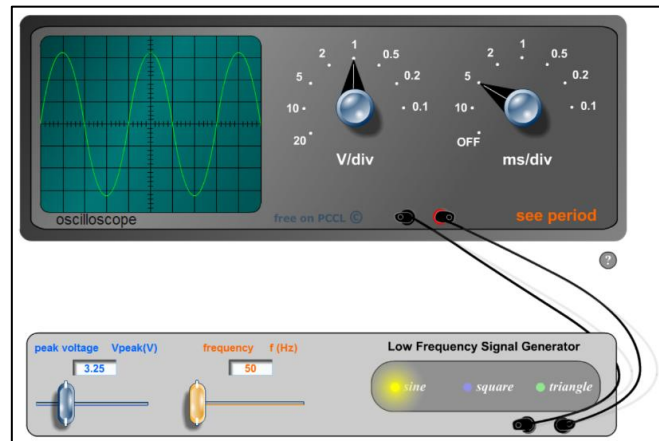 1
2
0.5
5
0.2
10
0.1
20
V/div
1
2
0.5
5
0.2
10
0.1
OFF
ms/div
oscilloscope
free on PCCL ©
see period
?
peak voltage Vpeak(V)
3.25
frequency f (Hz)
50
Low Frequency Signal Generator
sine
square
triangle